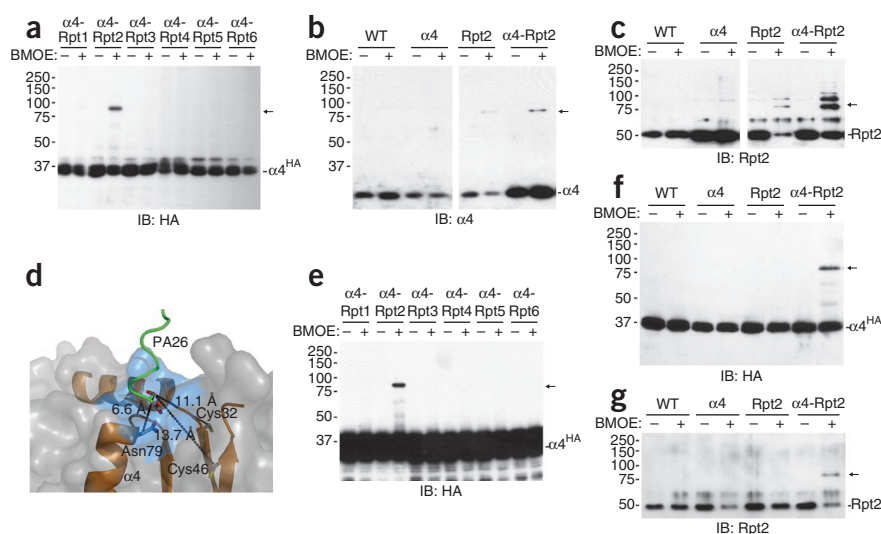 a
α4- α4- α4- α4- α4- α4-
Rpt1 Rpt2 Rpt3 Rpt4 Rpt5 Rpt6
BMOE: – + – + – + – + – + – +
250
150
100
75
50
37
α4HA
IB: HA
b
WT α4 Rpt2 α4-Rpt2
BMOE: – + – + – + – +
250
150
100
75
50
37
α4
IB: α4
c
WT α4 Rpt2 α4-Rpt2
BMOE: – + – + – + – +
250
150
100
75
50
Rpt2
IB: Rpt2
d
PA26
6.6 Å 11.1 Å
Cys32
13.7 Å
Asn79
α4 Cys46
e
α4- α4- α4- α4- α4- α4-
Rpt1 Rpt2 Rpt3 Rpt4 Rpt5 Rpt6
BMOE: – + – + – + – + – + – +
250
150
100
75
50
37
α4HA
IB: HA
f
WT α4 Rpt2 α4-Rpt2
BMOE: – + – + – + – +
250
150
100
75
50
37
α4HA
IB: HA
g
WT α4 Rpt2 α4-Rpt2
BMOE: – + – + – + – +
250
150
100
75
50
Rpt2
IB: Rpt2